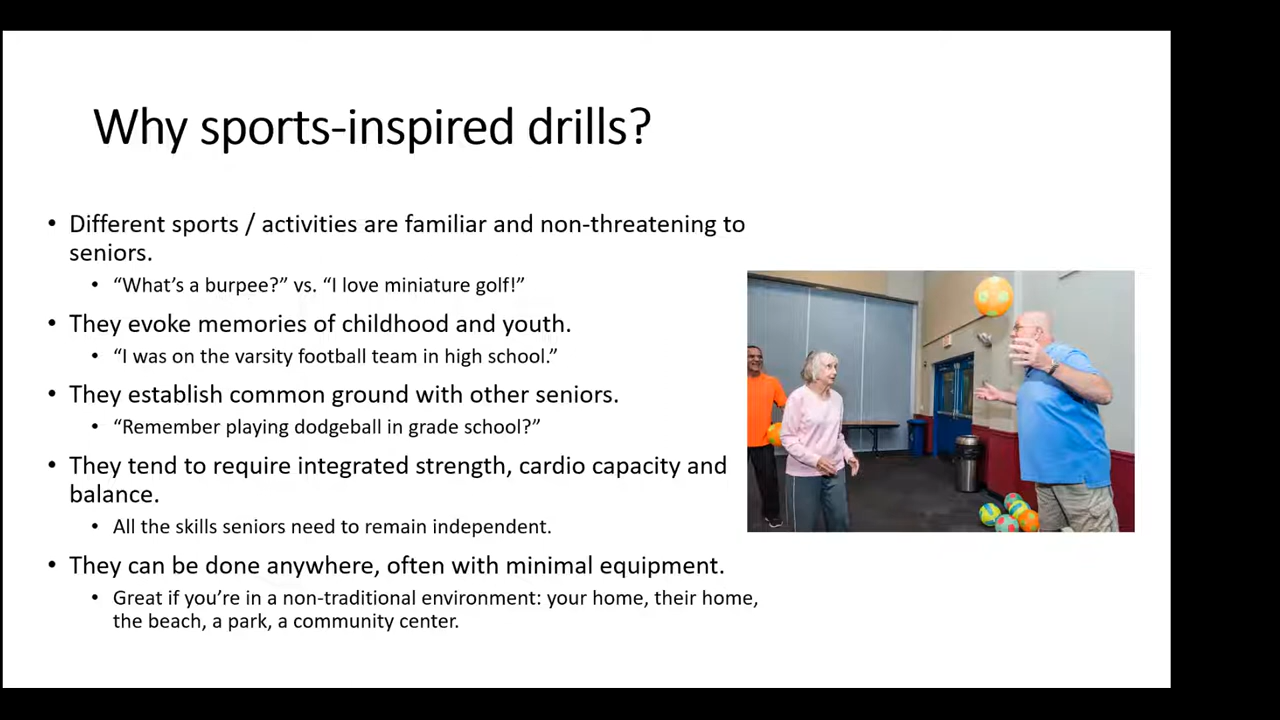 Why sports-inspired drills?
• Different sports / activities are familiar and non-threatening to
seniors.
• “What’s a burpee?” vs. “I love miniature golf!”
• They evoke memories of childhood and youth.
• “I was on the varsity football team in high school.”
• They establish common ground with other seniors.
• “Remember playing dodgeball in grade school?”
• They tend to require integrated strength, cardio capacity and
balance.
• All the skills seniors need to remain independent.
• They can be done anywhere, often with minimal equipment.
• Great if you’re in a non-traditional environment: your home, their home,
the beach, a park, a community center.